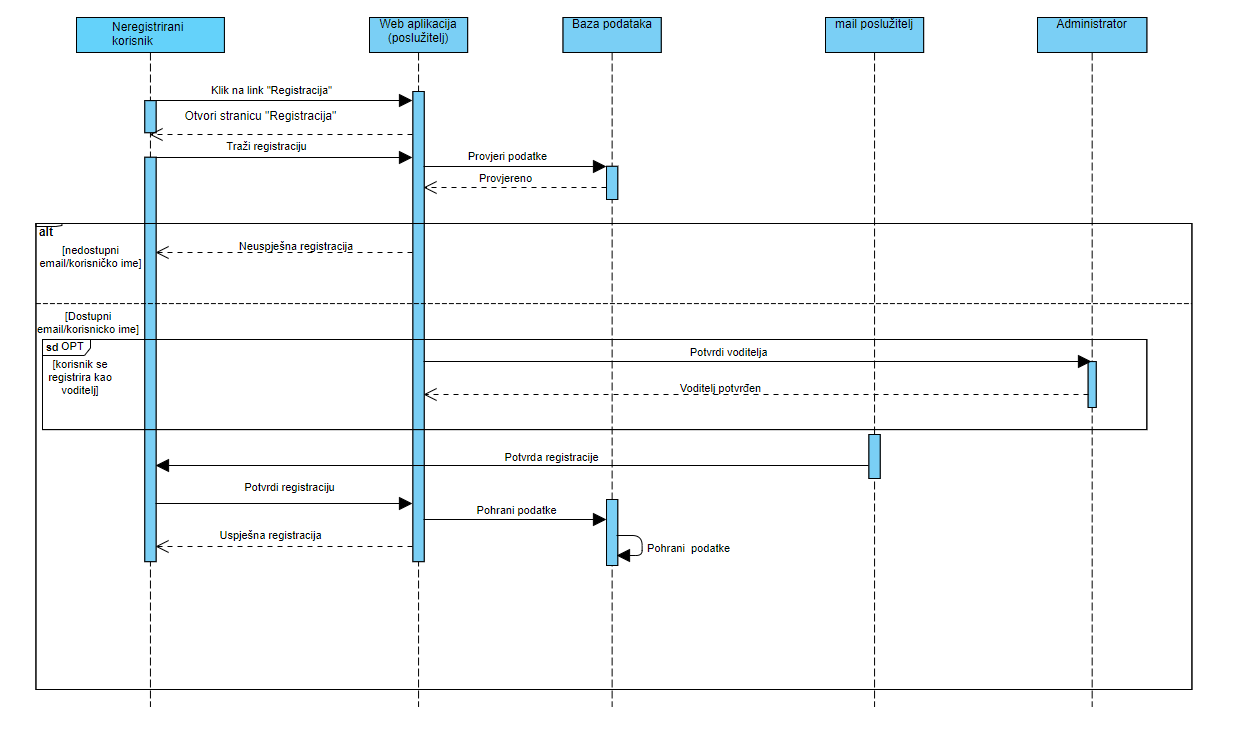 Neregistrirani
korisnik
Web aplikacija
(poslužitelj)
Baza podataka
mail poslužitelj
Administrator
Klik na link "Registracija"
Otvori stranicu "Registracija"
Traži registraciju
Provjeri podatke
Provjereno
alt
[nedostupni
email/korisničko ime]
Neuspješna registracija
[Dostupni
email/korisnicko ime]
sd OPT
[korisnik se
registrira kao
voditelj]
Potvrdi voditelja
Voditelj potvrđen
Potvrda registracije
Potvrdi registraciju
Pohrani podatke
Uspješna registracija
Pohrani podatke